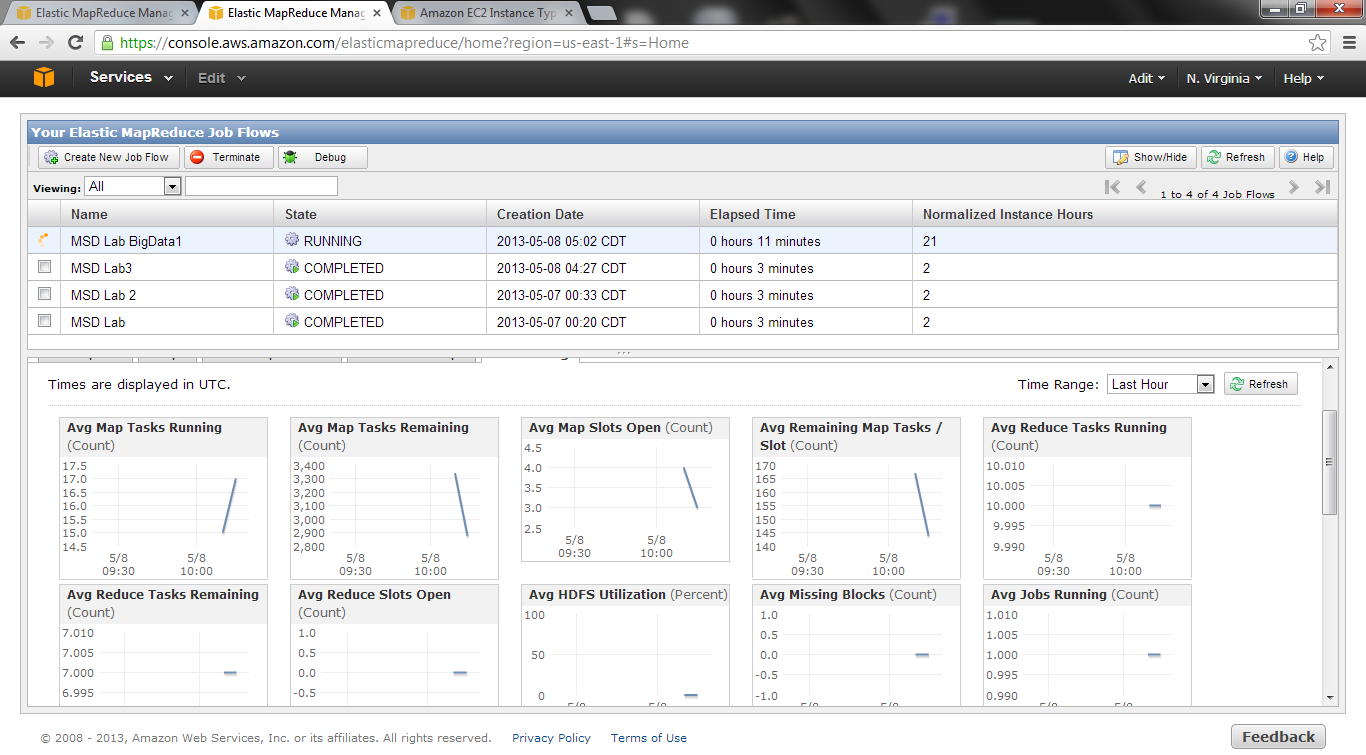 Elastic MapReduce Manag
Elastic MapReduce Manag
Amazon EC2 Instance Typ
https://console.aws.amazon.com/elasticmapreduce/home?region=us-east-1#s=Home
Services Edit Adit N. Virginia Help
Your Elastic MapReduce Job Flows
Create New Job Flow Terminate Debug Show/Hide Refresh Help
Viewing: All 1 to 4 of 4 Job Flows
Name State Creation Date Elapsed Time Normalized Instance Hours
MSD Lab BigData1 RUNNING 2013-05-08 05:02 CDT 0 hours 11 minutes 21
MSD Lab3 COMPLETED 2013-05-08 04:27 CDT 0 hours 3 minutes 2
MSD Lab 2 COMPLETED 2013-05-07 00:33 CDT 0 hours 3 minutes 2
MSD Lab COMPLETED 2013-05-07 00:20 CDT 0 hours 3 minutes 2
Times are displayed in UTC. Time Range: Last Hour Refresh
Avg Map Tasks Running
(Count)
17.5
17.0
16.5
16.0
15.5
15.0
14.5
5/8 5/8
09:30 10:00
Avg Map Tasks Remaining
(Count)
3,400
3,300
3,200
3,100
3,000
2,900
2,800
5/8 5/8
09:30 10:00
Avg Map Slots Open (Count)
4.5
4.0
3.5
3.0
2.5
5/8 5/8
09:30 10:00
Avg Remaining Map Tasks /
Slot (Count)
170
165
160
155
150
145
140
5/8 5/8
09:30 10:00
Avg Reduce Tasks Running
(Count)
10.010
10.005
10.000
9.995
9.990
5/8 5/8
09:30 10:00
Avg Reduce Tasks Remaining
(Count)
7.010
7.005
7.000
6.995
Avg Reduce Slots Open
(Count)
1.0
0.5
0.0
-0.5
Avg HDFS Utilization (Percent)
100
50
0
Avg Missing Blocks (Count)
1.0
0.5
0.0
-0.5
-1.0
Avg Jobs Running (Count)
1.010
1.005
1.000
0.995
0.990
© 2008 - 2013, Amazon Web Services, Inc. or its affiliates. All rights reserved. Privacy Policy Terms of Use Feedback